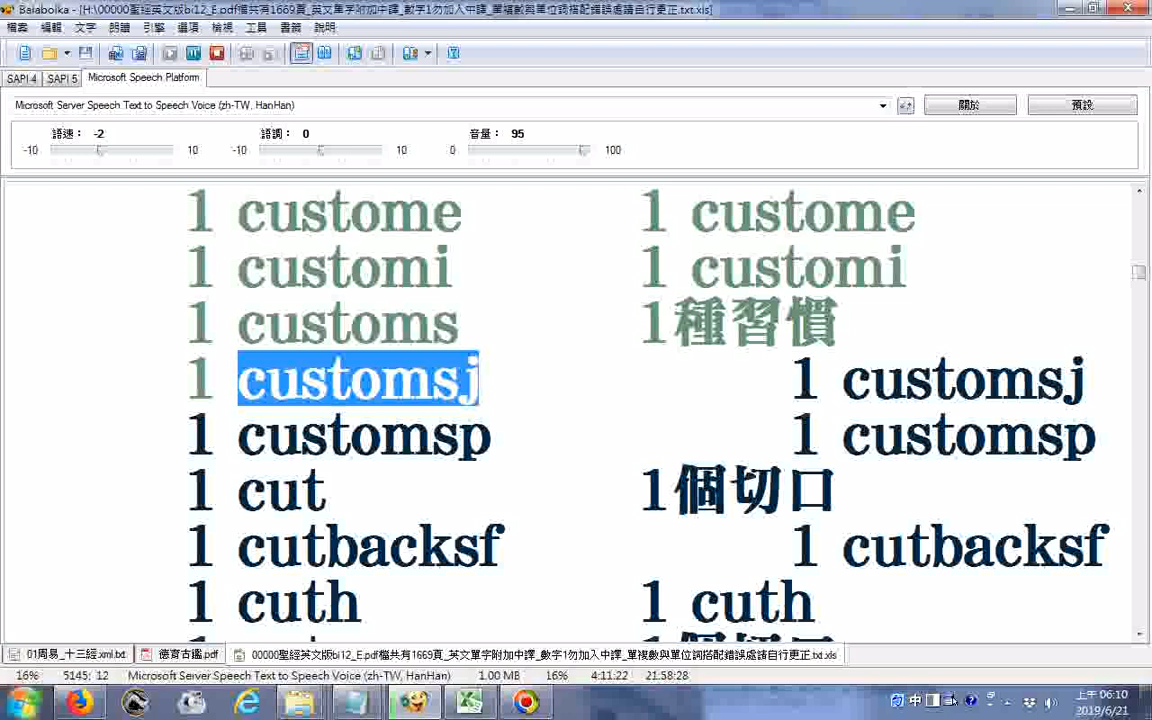 Balabolka - [H:\00000聖經英文版bi12_E.pdf檔共有1669頁_英文單字附加中譯_數字1勿加入中譯_單複數與單位詞搭配錯誤處請自行更正.txt.xls]
檔案 編輯 文字 朗讀 引擎 選項 檢視 工具 書籤 說明
SAPI 4 SAPI 5 Microsoft Speech Platform
Microsoft Server Speech Text to Speech Voice (zh-TW, HanHan) 關於 預設
語速： -2 語調： 0 音量： 95
-10 10 -10 10 0 100
1 custome 1 custome
1 customi 1 customi
1 customs 1種習慣
1 customsj 1 customsj
1 customsp 1 customsp
1 cut 1個切口
1 cutbacksf 1 cutbacksf
1 cuth 1 cuth
01周易_十三經.xml.txt 德育古鑑.pdf 00000聖經英文版bi12_E.pdf檔共有1669頁_英文單字附加中譯_數字1勿加入中譯_單複數與單位詞搭配錯誤處請自行更正.txt.xls
16% 5145: 12 Microsoft Server Speech Text to Speech Voice (zh-TW, HanHan) 1.00 MB 16% 4:11.22 21:58:28
中 上午 06:10
2019/6/21